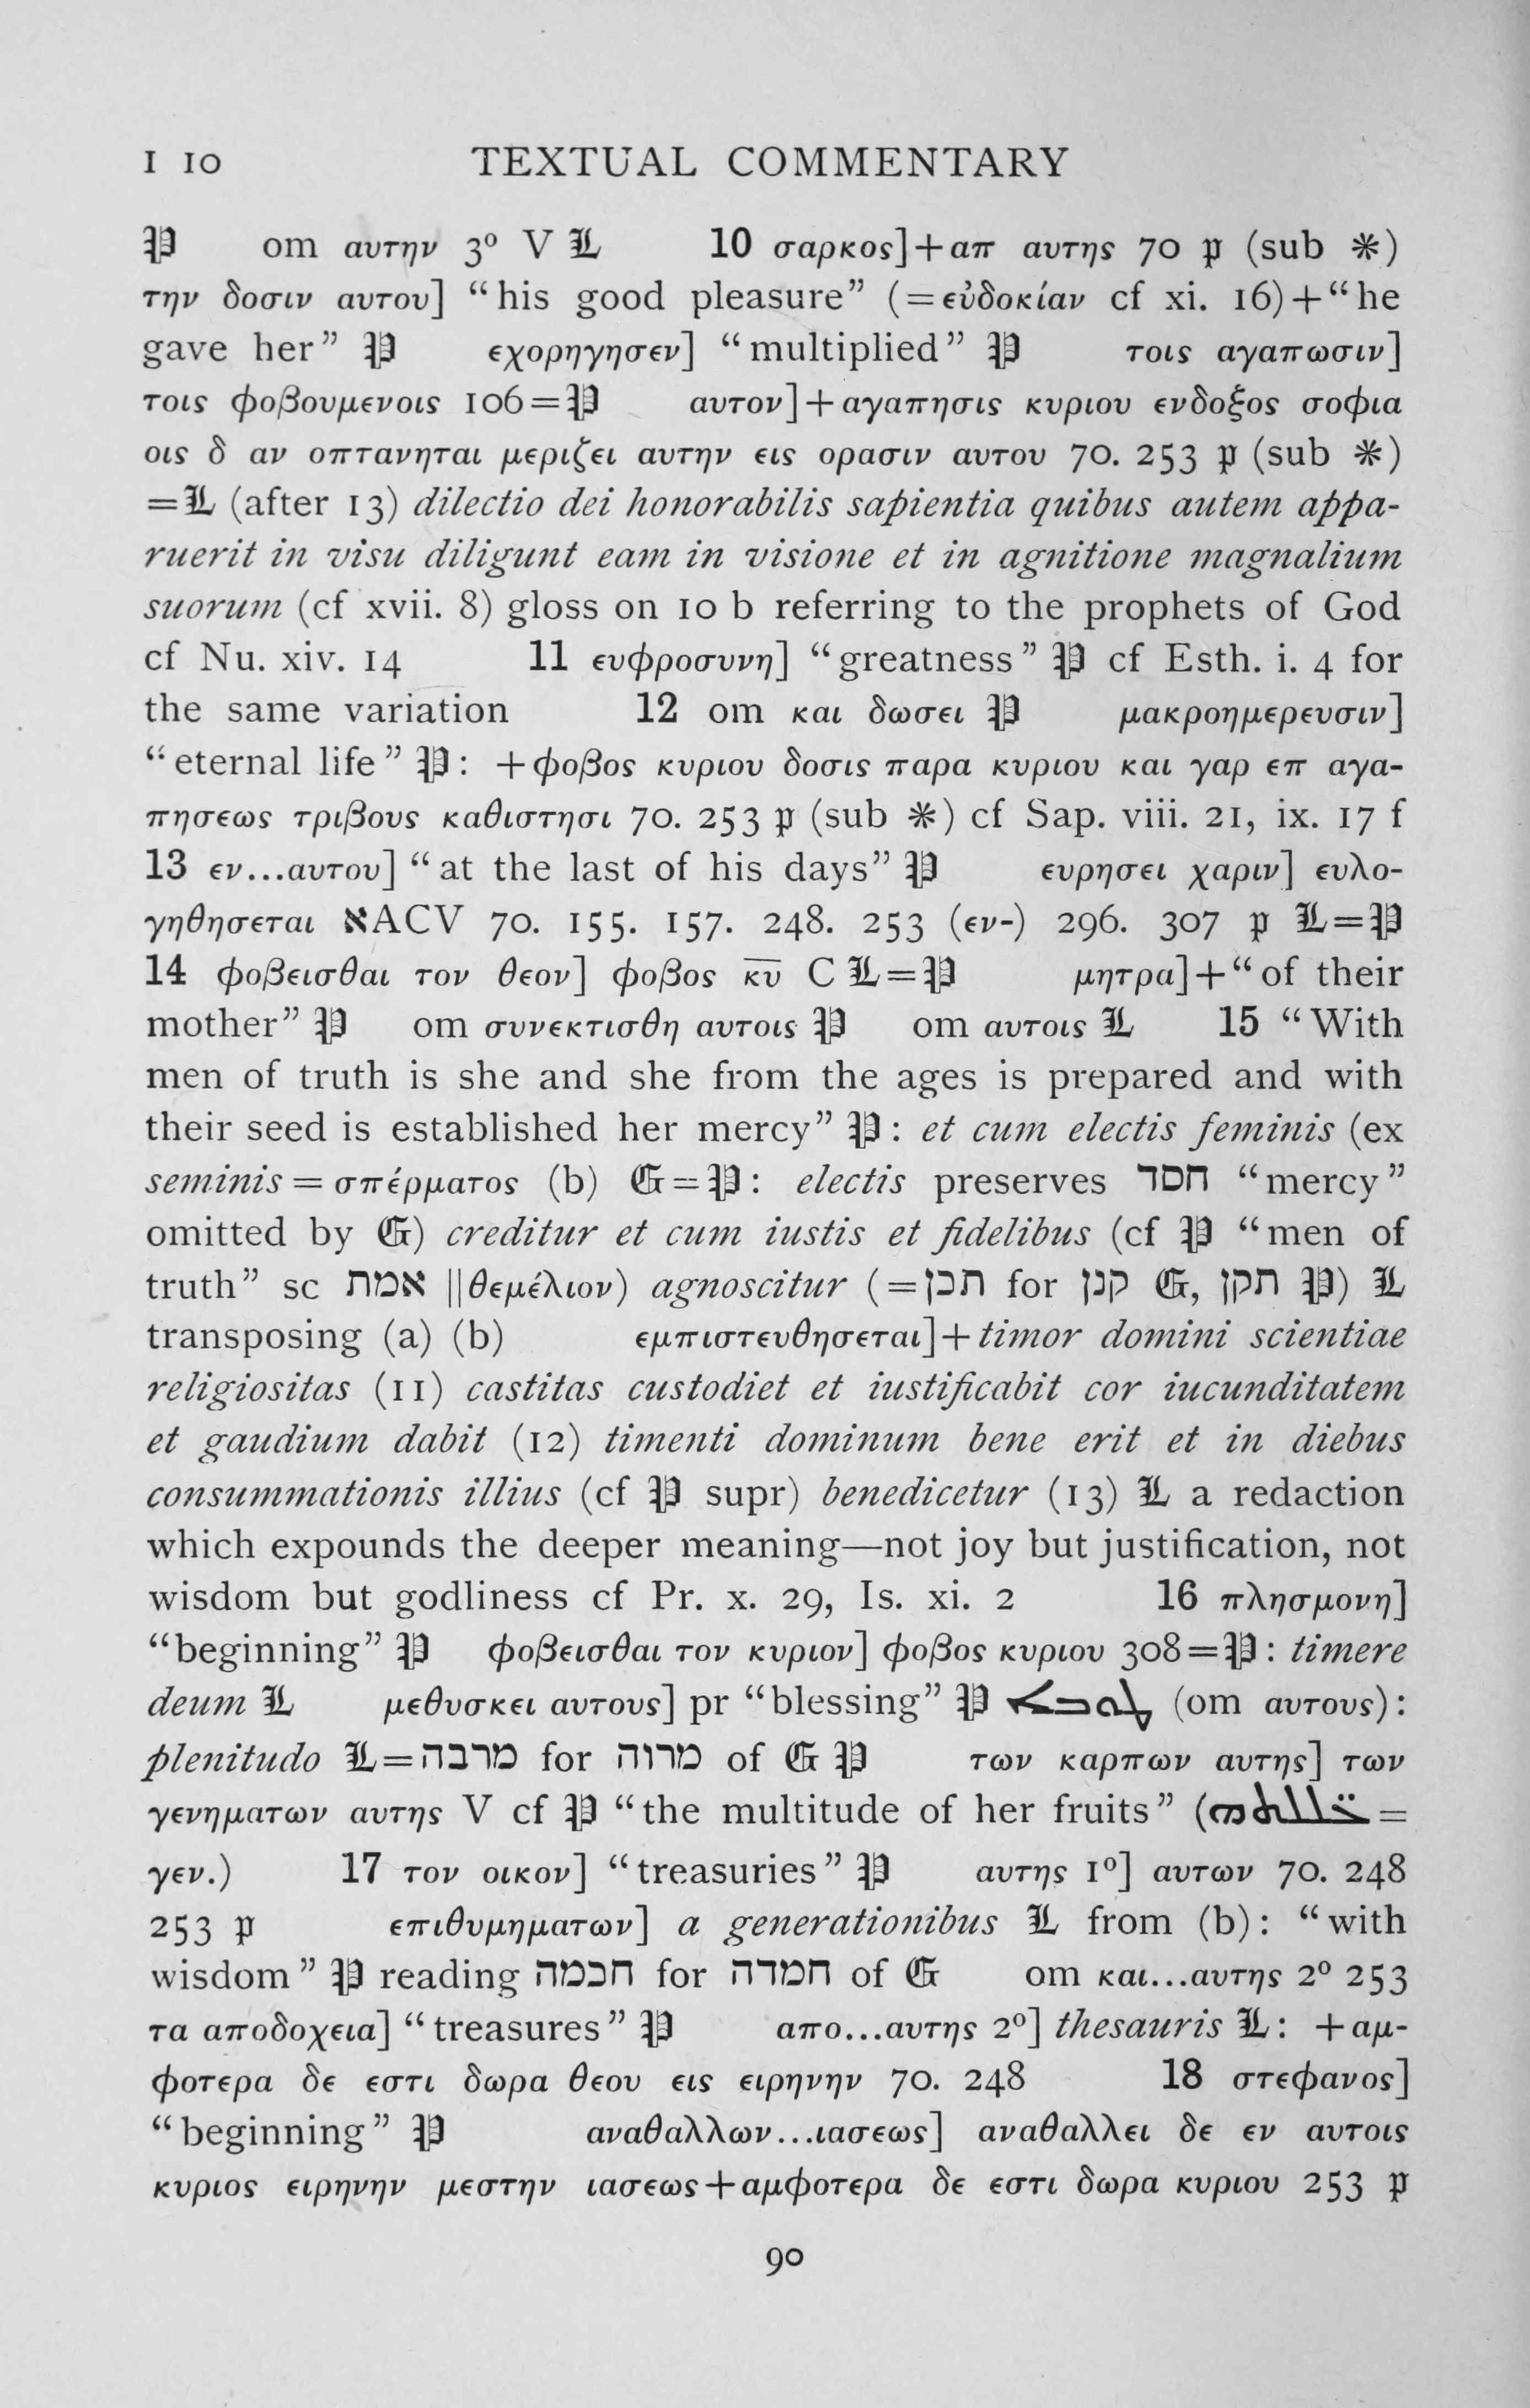 I 10 TEXTUAL COMMENTARY
𝔓 om αυτην 3⁰ V 𝕃 10 σαρκος]+απ αυτης 70 𝔭 (sub ※)
την δοσιν αυτου] “his good pleasure” (=εὐδοκίαν cf xi. 16)+“he
gave her” 𝔓 εχορηγησεν] “multiplied” 𝔓 τοις αγαπωσιν]
τοις φοβουμενοις 106=𝔓 αυτον]+αγαπησις κυριου ενδοξος σοφια
οις δ αν οπτανηται μεριζει αυτην εις ορασιν αυτου 70. 253 𝔭 (sub ※)
=𝕃 (after 13) dilectio dei honorabilis sapientia quibus autem appa-
ruerit in visu diligunt eam in visione et in agnitione magnalium
suorum (cf xvii. 8) gloss on 10 b referring to the prophets of God
cf Nu. xiv. 14 11 ευφροσυνη] “greatness” 𝔓 cf Esth. i. 4 for
the same variation 12 om και δωσει 𝔓 μακροημερευσιν]
“eternal life” 𝔓: +φοβος κυριου δοσις παρα κυριου και γαρ επ αγα-
πησεως τριβους καθιστησι 70. 253 𝔭 (sub ※) cf Sap. viii. 21, ix. 17 f
13 εν...αυτου] “at the last of his days” 𝔓 ευρησει χαριν] ευλο-
γηθησεται ℵACV 70. 155. 157. 248. 253 (εν-) 296. 307 𝔭 𝕃=𝔓
14 φοβεισθαι τον θεον] φοβος κ̅υ̅ C 𝕃=𝔓 μητρα]+“of their
mother” 𝔓 om συνεκτισθη αυτοις 𝔓 om αυτοις 𝕃 15 “With
men of truth is she and she from the ages is prepared and with
their seed is established her mercy” 𝔓: et cum electis feminis (ex
seminis=σπέρματος (b) 𝔊=𝔓: electis preserves חסד “mercy”
omitted by 𝔊) creditur et cum iustis et fidelibus (cf 𝔓 “men of
truth” sc אמת ||θεμέλιον) agnoscitur (=תכן for קנן 𝔊, תקן 𝔓) 𝕃
transposing (a) (b) εμπιστευθησεται]+timor domini scientiae
religiositas (11) castitas custodiet et iustificabit cor iucunditatem
et gaudium dabit (12) timenti dominum bene erit et in diebus
consummationis illius (cf 𝔓 supr) benedicetur (13) 𝕃 a redaction
which expounds the deeper meaning—not joy but justification, not
wisdom but godliness cf Pr. x. 29, Is. xi. 2 16 πλησμονη]
“beginning” 𝔓 φοβεισθαι τον κυριον] φοβος κυριου 308=𝔓: timere
deum 𝕃 μεθυσκει αυτους] pr “blessing” 𝔓 (om αυτους):
plenitudo 𝕃=מרבה for מרוה of 𝔊 𝔓 των καρπων αυτης] των
γενηματων αυτης V cf 𝔓 “the multitude of her fruits” (=
γεν.) 17 τον οικον] “treasuries” 𝔓 αυτης 1⁰] αυτων 70. 248
253 𝔭 επιθυμηματων] a generationibus 𝕃 from (b): “with
wisdom” 𝔓 reading חכמה for חמדה of 𝔊 om και...αυτης 2⁰ 253
τα αποδοχεια] “treasures” 𝔓 απο...αυτης 2⁰] thesauris 𝕃: +αμ-
φοτερα δε εστι δωρα θεου εις ειρηνην 70. 248 18 στεφανος]
“beginning” 𝔓 αναθαλλων...ιασεως] αναθαλλει δε εν αυτοις
κυριος ειρηνην μεστην ιασεως+αμφοτερα δε εστι δωρα κυριου 253 𝔭
90